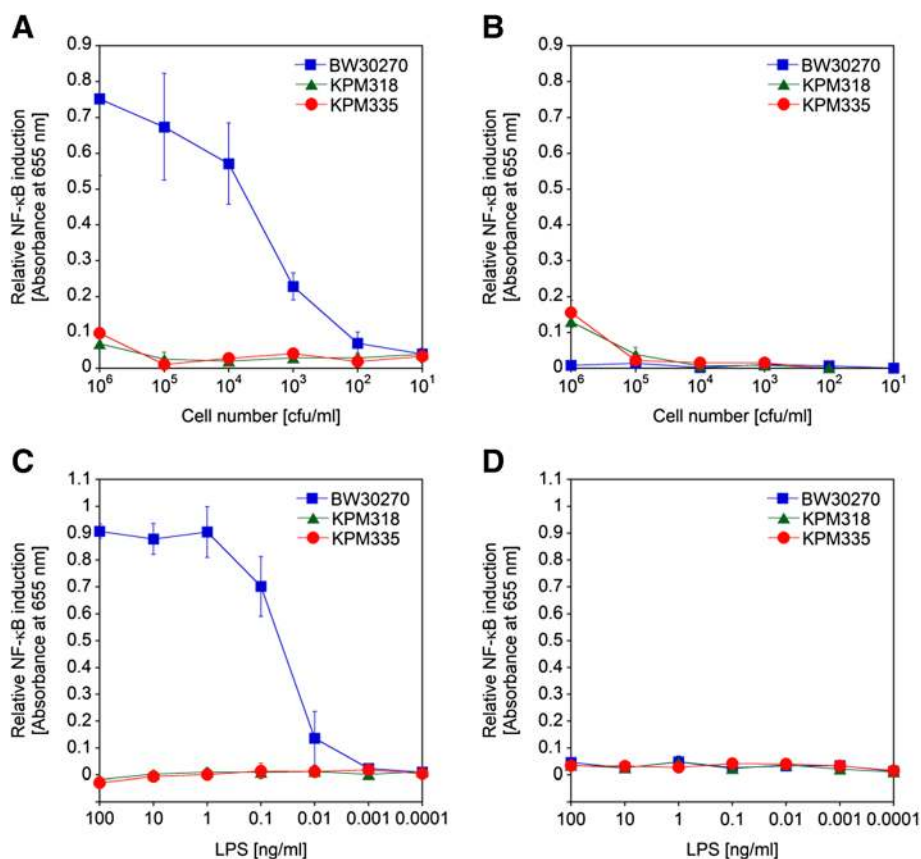 A
Relative NF-κB induction
[Absorbance at 655 nm]
0.9
0.8
0.7
0.6
0.5
0.4
0.3
0.2
0.1
0
BW30270
KPM318
KPM335
10⁶ 10⁵ 10⁴ 10³ 10² 10¹
Cell number [cfu/ml]
B
Relative NF-κB induction
[Absorbance at 655 nm]
0.9
0.8
0.7
0.6
0.5
0.4
0.3
0.2
0.1
0
BW30270
KPM318
KPM335
10⁶ 10⁵ 10⁴ 10³ 10² 10¹
Cell number [cfu/ml]
C
Relative NF-κB induction
[Absorbance at 655 nm]
1.1
1
0.9
0.8
0.7
0.6
0.5
0.4
0.3
0.2
0.1
0
BW30270
KPM318
KPM335
100 10 1 0.1 0.01 0.001 0.0001
LPS [ng/ml]
D
Relative NF-κB induction
[Absorbance at 655 nm]
1.1
1
0.9
0.8
0.7
0.6
0.5
0.4
0.3
0.2
0.1
0
BW30270
KPM318
KPM335
100 10 1 0.1 0.01 0.001 0.0001
LPS [ng/ml]